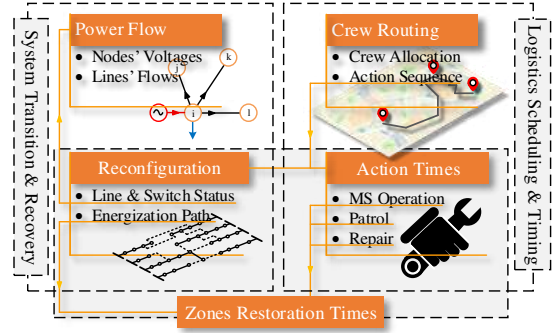 System Transition & Recovery
Power Flow
• Nodes' Voltages
• Lines' Flows
j
k
i
l
Crew Routing
• Crew Allocation
• Action Sequence
Logistics Scheduling & Timing
Reconfiguration
• Line & Switch Status
• Energization Path
Action Times
• MS Operation
• Patrol
• Repair
Zones Restoration Times